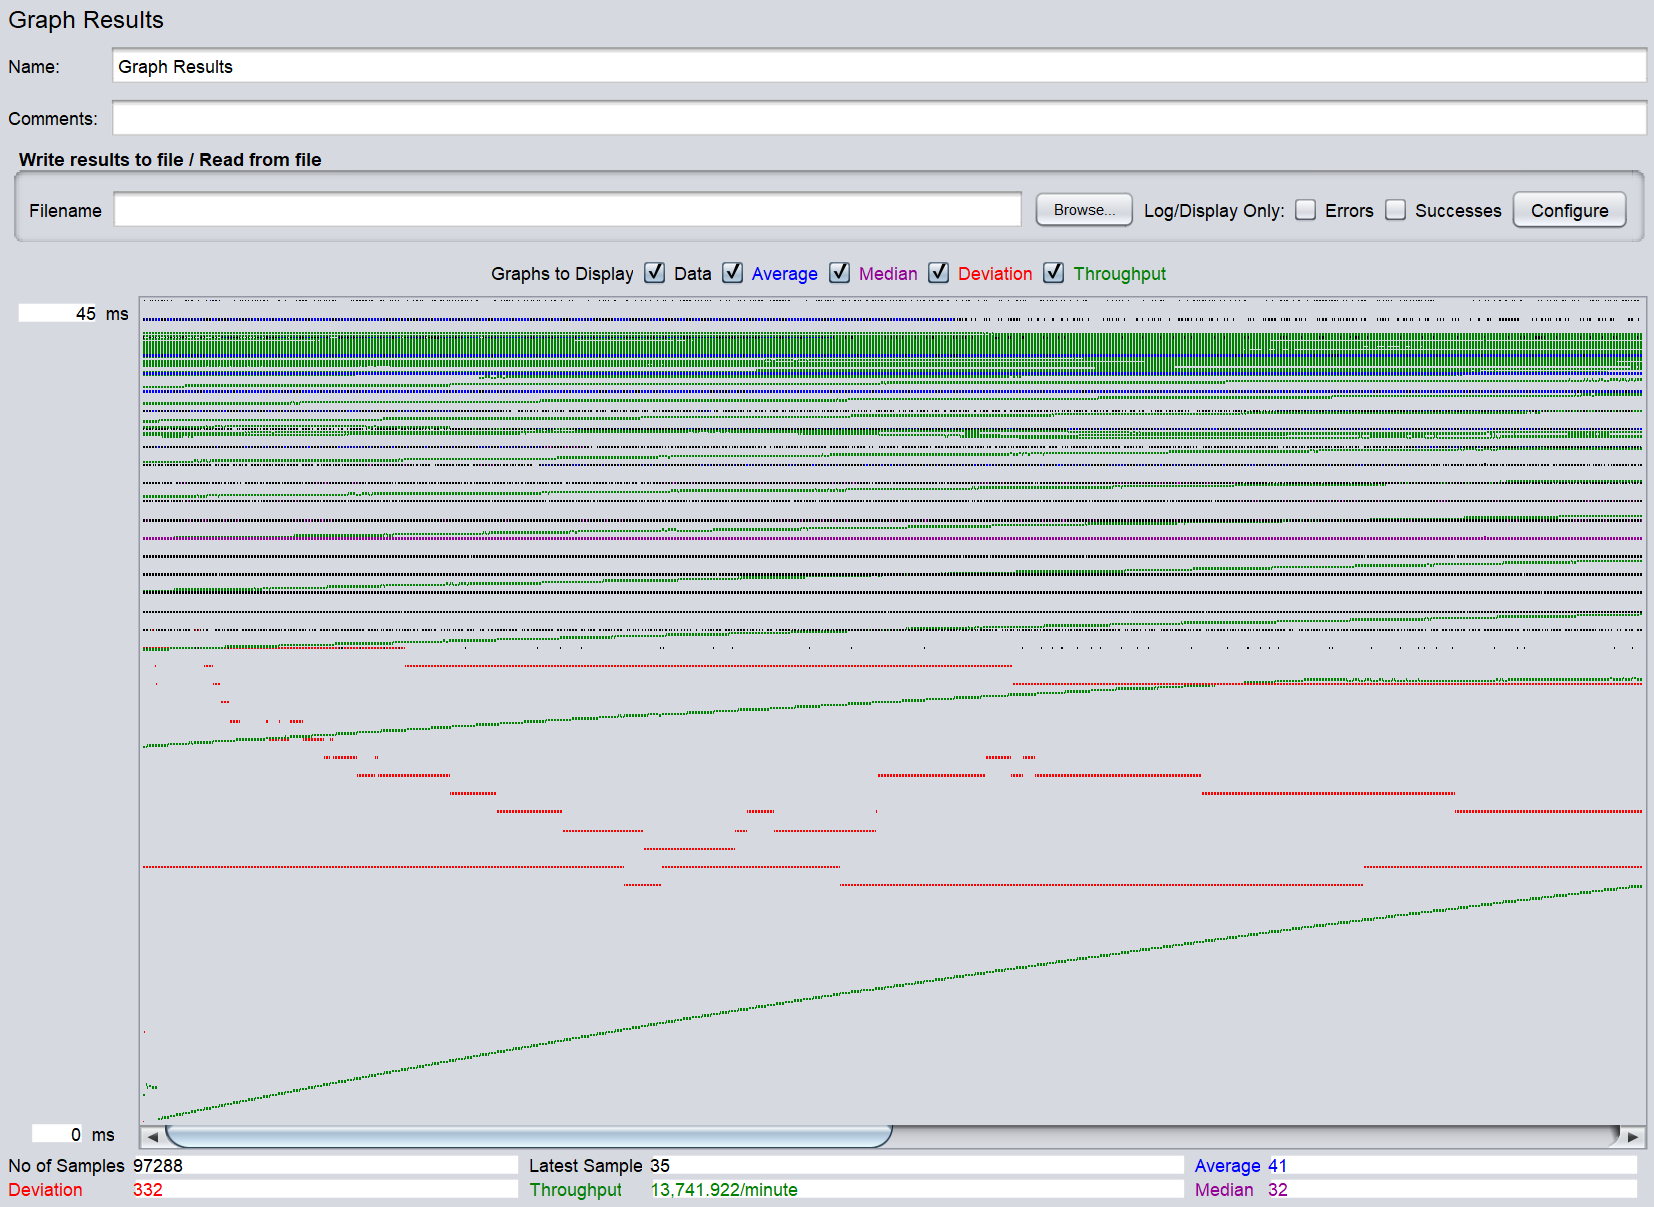 Graph Results
Name: Graph Results
Comments:
Write results to file / Read from file
Filename Browse... Log/Display Only: Errors Successes Configure
Graphs to Display Data Average Median Deviation Throughput
45 ms
0 ms
No of Samples 97288 Latest Sample 35 Average 41
Deviation 332 Throughput 13,741.922/minute Median 32